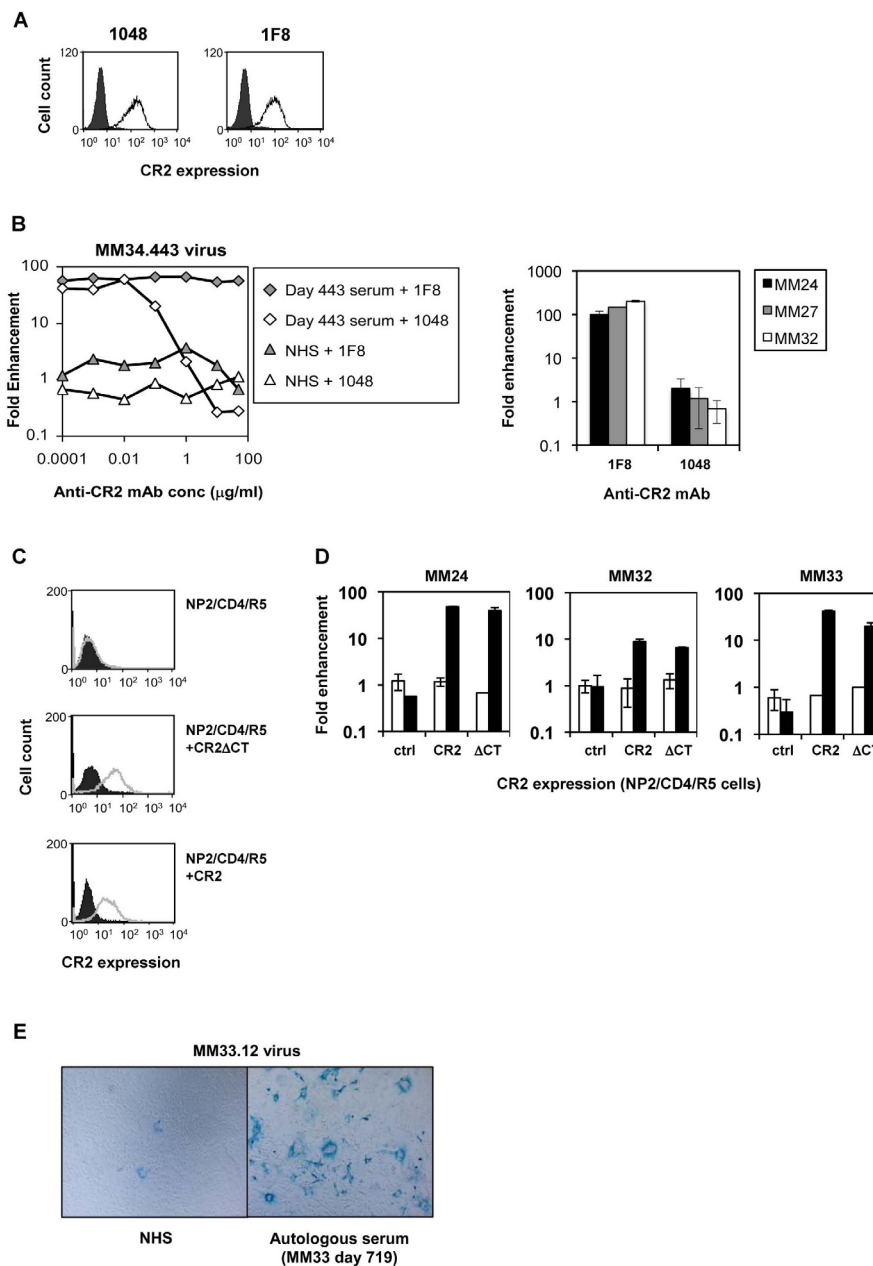 A
1048
1F8
120
0
Cell count
10⁰ 10¹ 10² 10³ 10⁴
120
0
10⁰ 10¹ 10² 10³ 10⁴
CR2 expression
B
MM34.443 virus
100
10
1
0.1
Fold Enhancement
0.0001 0.01 1 100
Anti-CR2 mAb conc (µg/ml)
Day 443 serum + 1F8
Day 443 serum + 1048
NHS + 1F8
NHS + 1048
1000
100
10
1
0.1
Fold enhancement
1F8 1048
Anti-CR2 mAb
MM24
MM27
MM32
C
200
0
10⁰ 10¹ 10² 10³ 10⁴
NP2/CD4/R5
200
0
10⁰ 10¹ 10² 10³ 10⁴
NP2/CD4/R5
+CR2ΔCT
Cell count
200
0
10⁰ 10¹ 10² 10³ 10⁴
NP2/CD4/R5
+CR2
CR2 expression
D
MM24
100
10
1
0.1
Fold enhancement
ctrl CR2 ΔCT
MM32
100
10
1
0.1
ctrl CR2 ΔCT
MM33
100
10
1
0.1
ctrl CR2 ΔCT
CR2 expression (NP2/CD4/R5 cells)
E
MM33.12 virus
NHS
Autologous serum
(MM33 day 719)